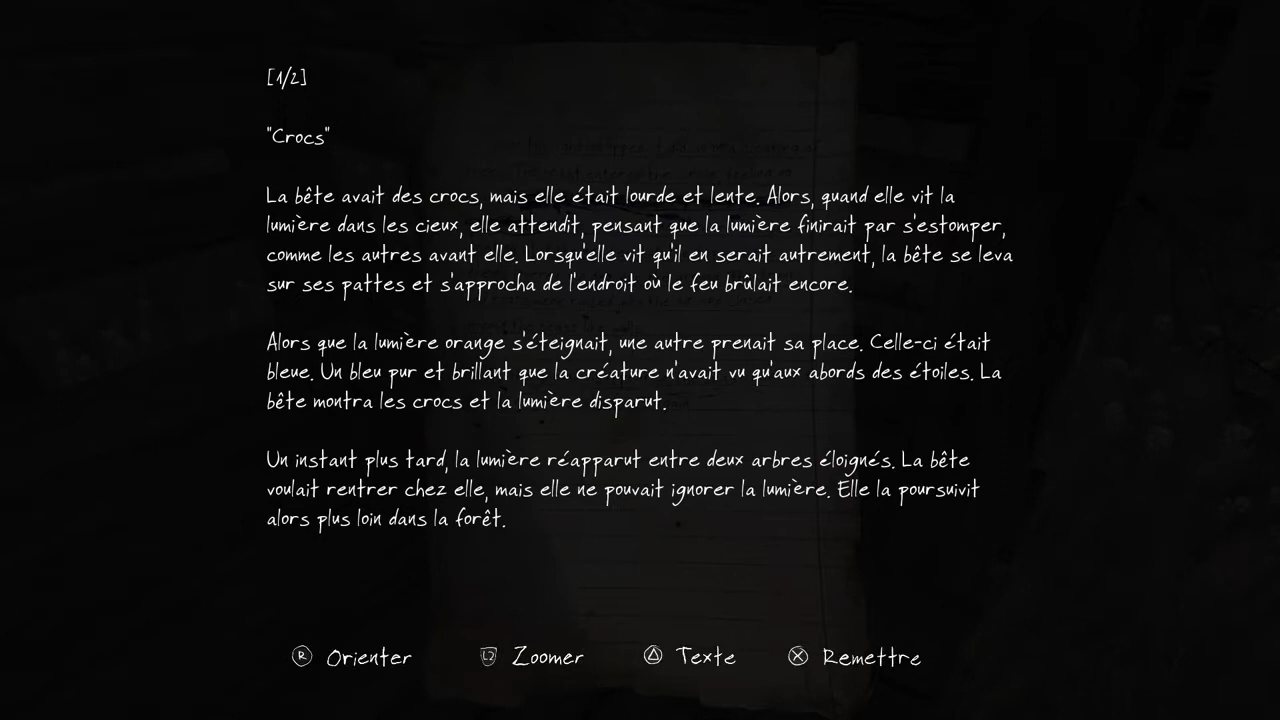 [1/2]
"Crocs"
La bête avait des crocs, mais elle était lourde et lente. Alors, quand elle vit la
lumière dans les cieux, elle attendit, pensant que la lumière finirait par s'estomper,
comme les autres avant elle. Lorsqu'elle vit qu'il en serait autrement, la bête se leva
sur ses pattes et s'approcha de l'endroit où le feu brûlait encore.
Alors que la lumière orange s'éteignait, une autre prenait sa place. Celle-ci était
bleue. Un bleu pur et brillant que la créature n'avait vu qu'aux abords des étoiles. La
bête montra les crocs et la lumière disparut.
Un instant plus tard, la lumière réapparut entre deux arbres éloignés. La bête
voulait rentrer chez elle, mais elle ne pouvait ignorer la lumière. Elle la poursuivit
alors plus loin dans la forêt.
R Orienter L2 Zoomer Texte Remettre